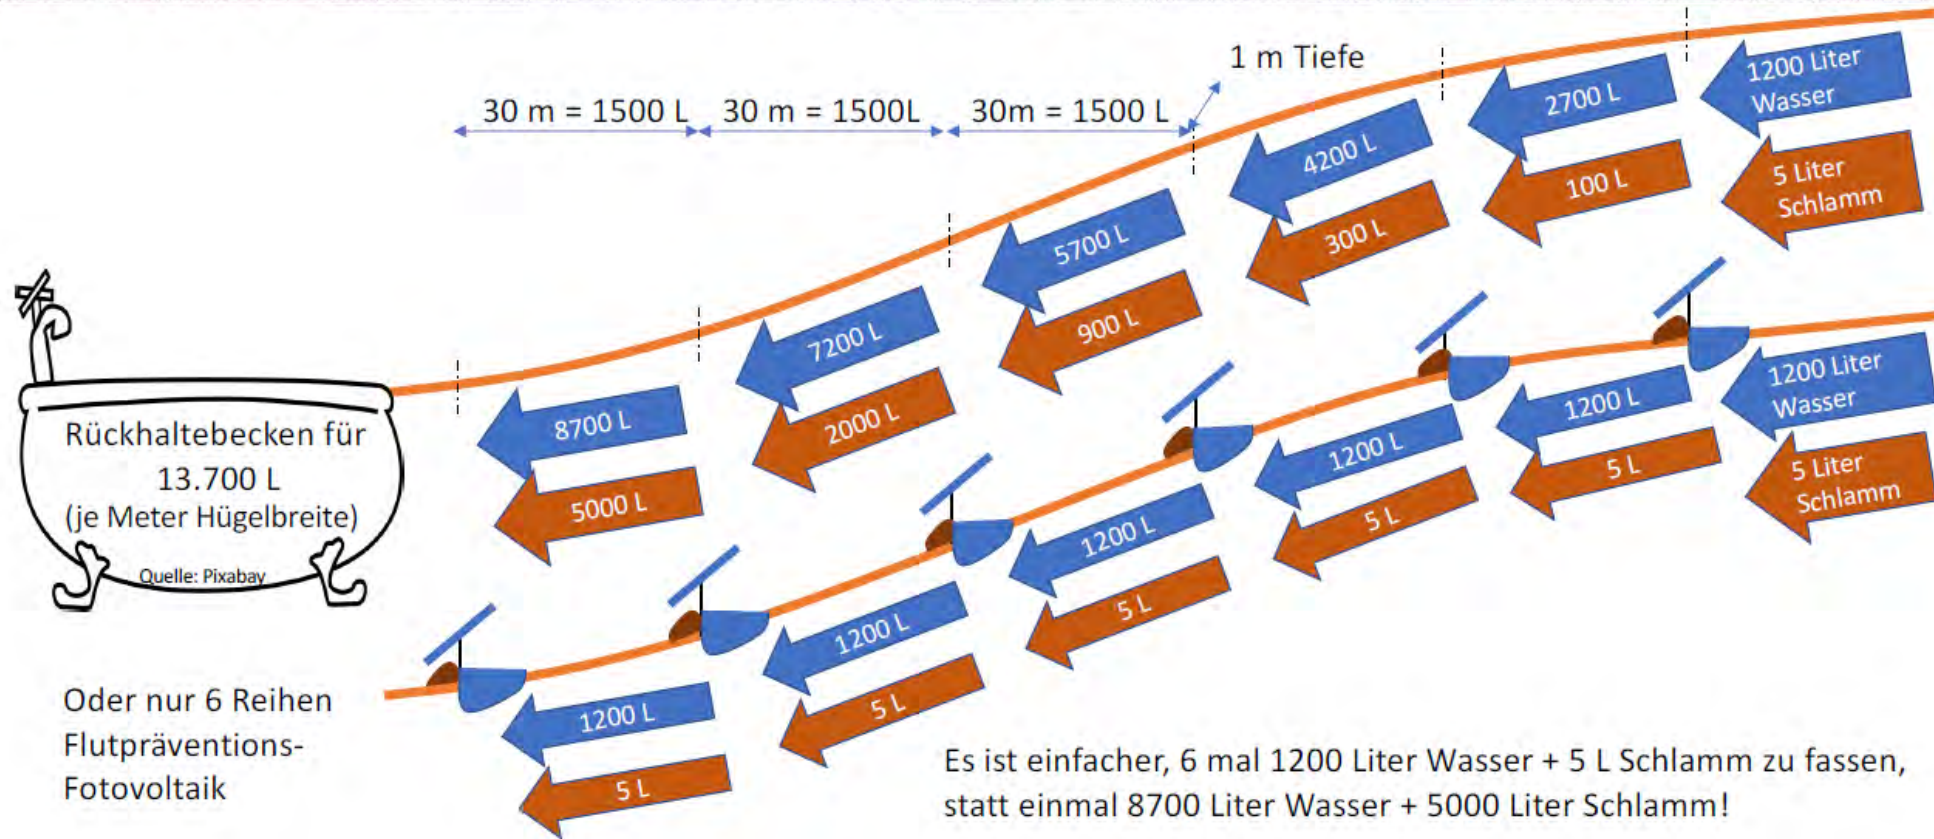 1 m Tiefe
30 m = 1500 L
30 m = 1500L
30m = 1500 L
1200 Liter
Wasser
2700 L
4200 L
5700 L
7200 L
8700 L
5 Liter
Schlamm
100 L
300 L
900 L
2000 L
5000 L
Rückhaltebecken für
13.700 L
(je Meter Hügelbreite)
Quelle: Pixabay
1200 Liter
Wasser
1200 L
1200 L
1200 L
1200 L
1200 L
5 Liter
Schlamm
5 L
5 L
5 L
5 L
5 L
Oder nur 6 Reihen
Flutpräventions-
Fotovoltaik
Es ist einfacher, 6 mal 1200 Liter Wasser + 5 L Schlamm zu fassen,
statt einmal 8700 Liter Wasser + 5000 Liter Schlamm!